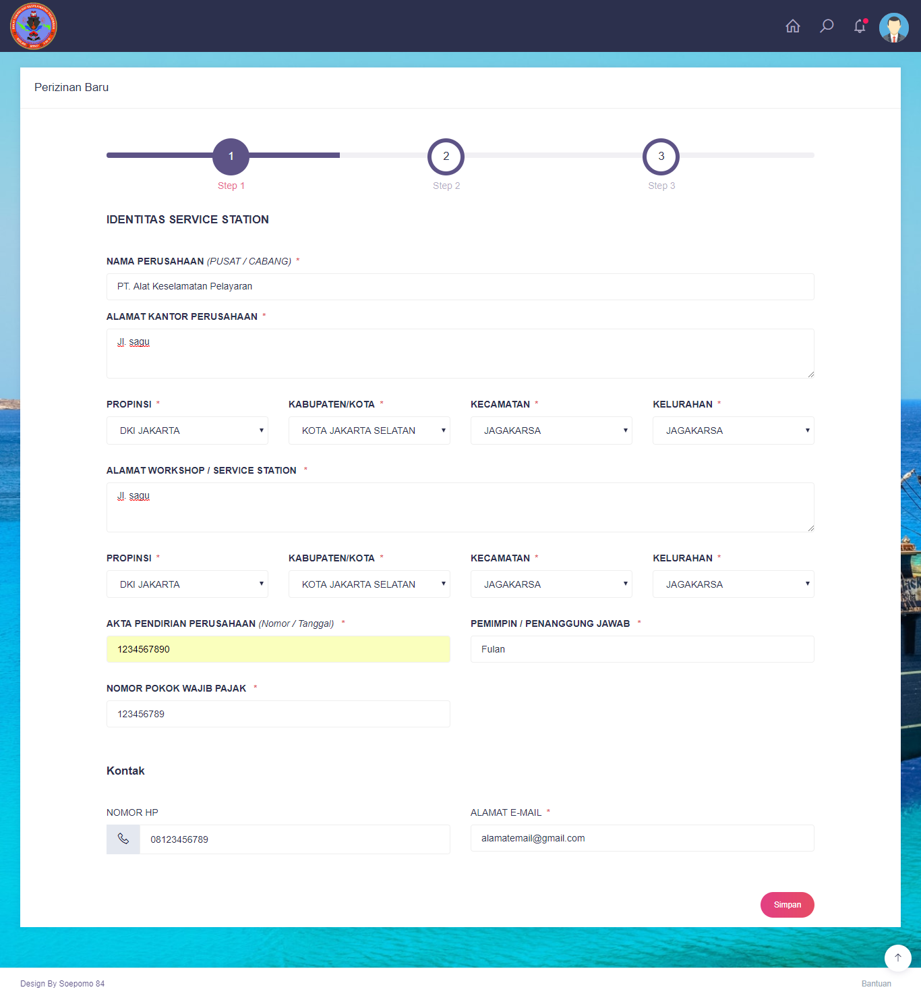 Perizinan Baru
1
2
3
Step 1
Step 2
Step 3
IDENTITAS SERVICE STATION
NAMA PERUSAHAAN (PUSAT / CABANG) *
PT. Alat Keselamatan Pelayaran
ALAMAT KANTOR PERUSAHAAN *
Jl. sagu
PROPINSI * KABUPATEN/KOTA * KECAMATAN * KELURAHAN *
DKI JAKARTA KOTA JAKARTA SELATAN JAGAKARSA JAGAKARSA
ALAMAT WORKSHOP / SERVICE STATION *
Jl. sagu
PROPINSI * KABUPATEN/KOTA * KECAMATAN * KELURAHAN *
DKI JAKARTA KOTA JAKARTA SELATAN JAGAKARSA JAGAKARSA
AKTA PENDIRIAN PERUSAHAAN (Nomor / Tanggal) * PEMIMPIN / PENANGGUNG JAWAB *
1234567890 Fulan
NOMOR POKOK WAJIB PAJAK *
123456789
Kontak
NOMOR HP ALAMAT E-MAIL *
08123456789 alamatemail@gmail.com
Simpan
Design By Soepomo 84 Bantuan